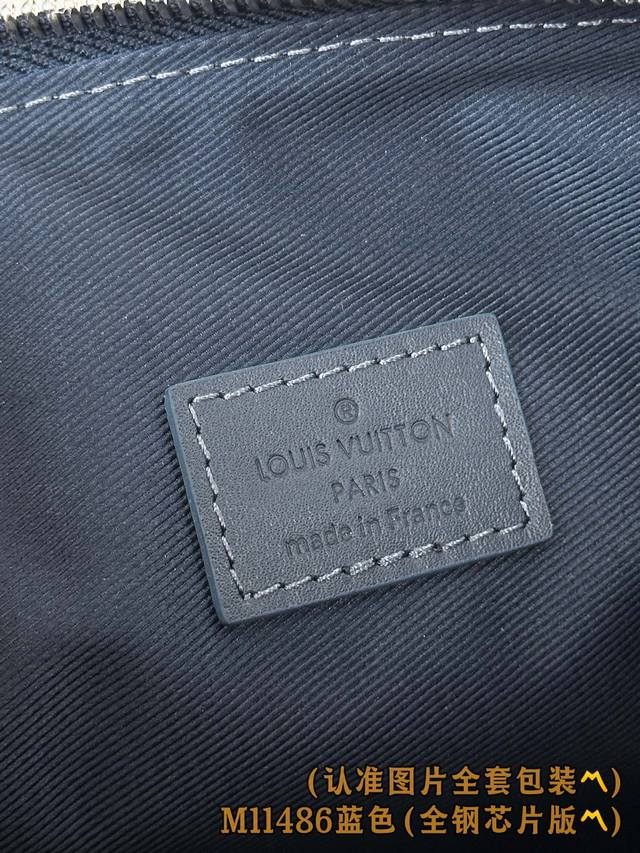 ®
LOUIS VUITTON
PARIS
made in France
(认准图片全套包装〽)
M11486蓝色(全钢芯片版〽)